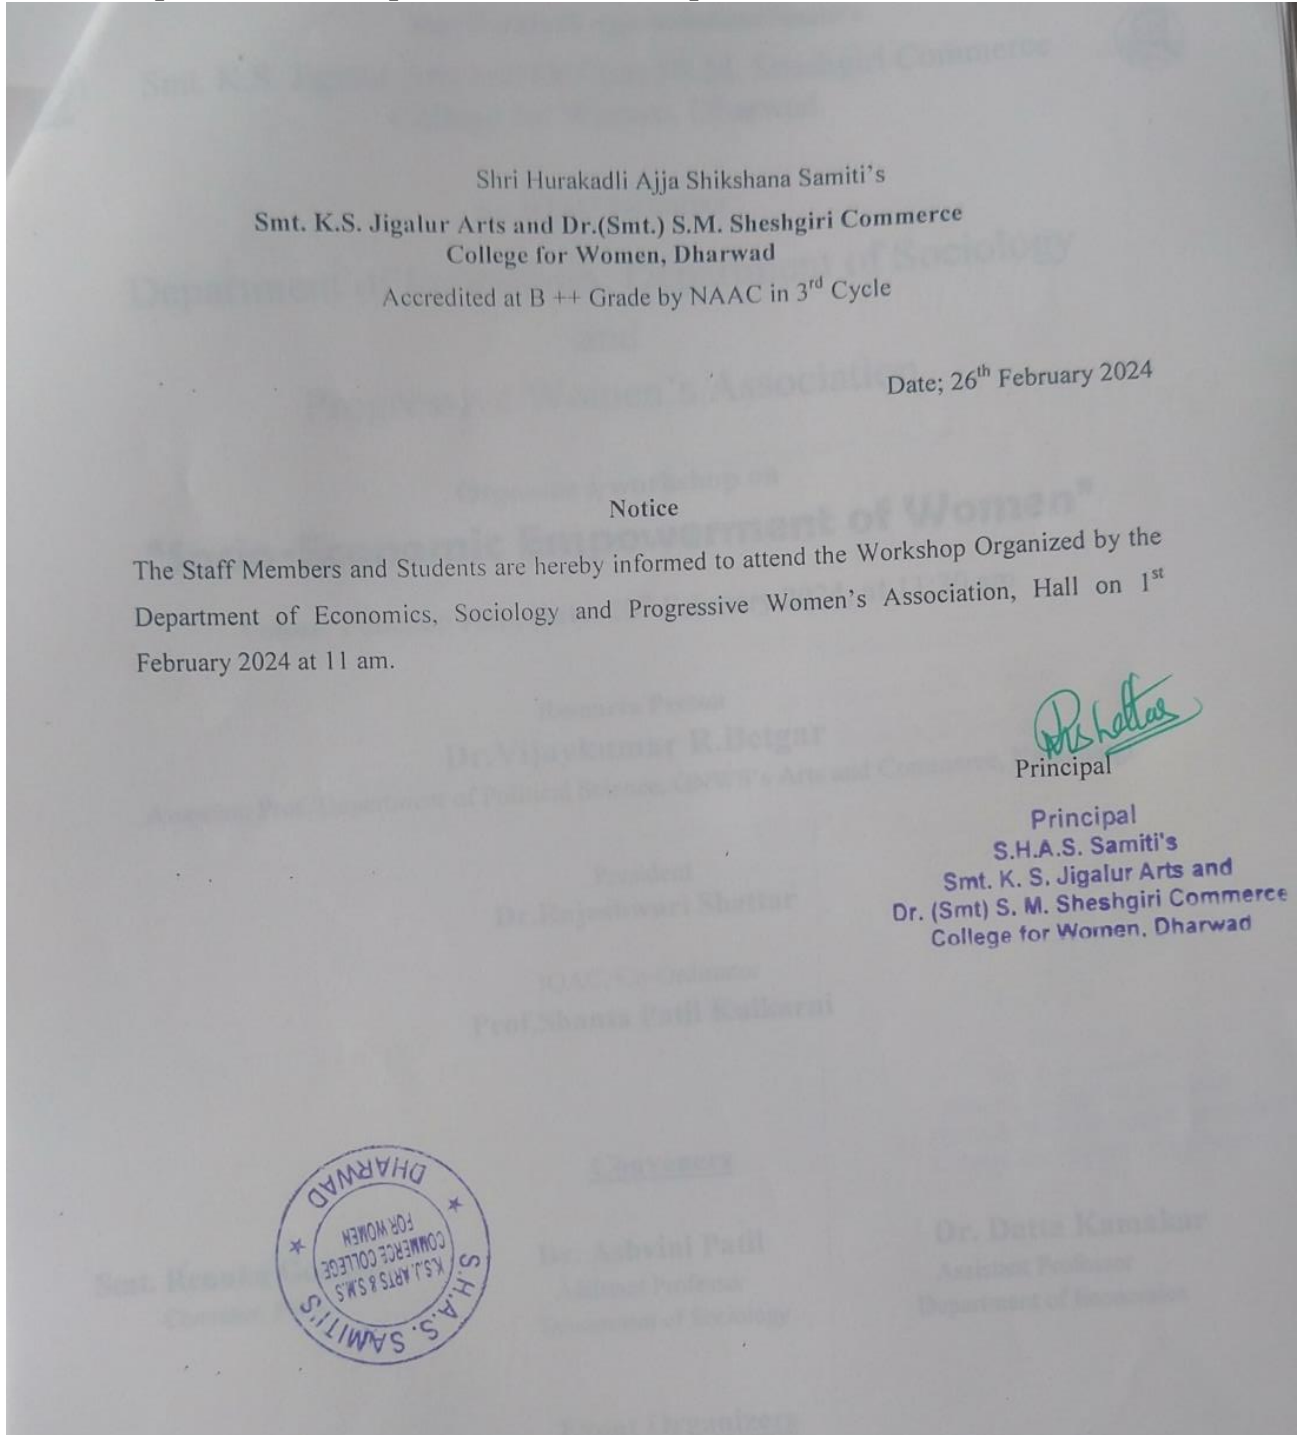 Shri Hurakadli Ajja Shikshana Samiti's
Smt. K.S. Jigalur Arts and Dr.(Smt.) S.M. Sheshgiri Commerce
College for Women, Dharwad
Accredited at B ++ Grade by NAAC in 3rd Cycle
Date; 26th February 2024
Notice
The Staff Members and Students are hereby informed to attend the Workshop Organized by the
Department of Economics, Sociology and Progressive Women's Association, Hall on 1st
February 2024 at 11 am.
Principal
Principal
S.H.A.S. Samiti's
Smt. K. S. Jigalur Arts and
Dr. (Smt) S. M. Sheshgiri Commerce
College for Women, Dharwad
S.H.A.S. SAMITI'S
DHARWAD
K.S.J. ARTS & S.M.S.
COMMERCE COLLEGE
FOR WOMEN